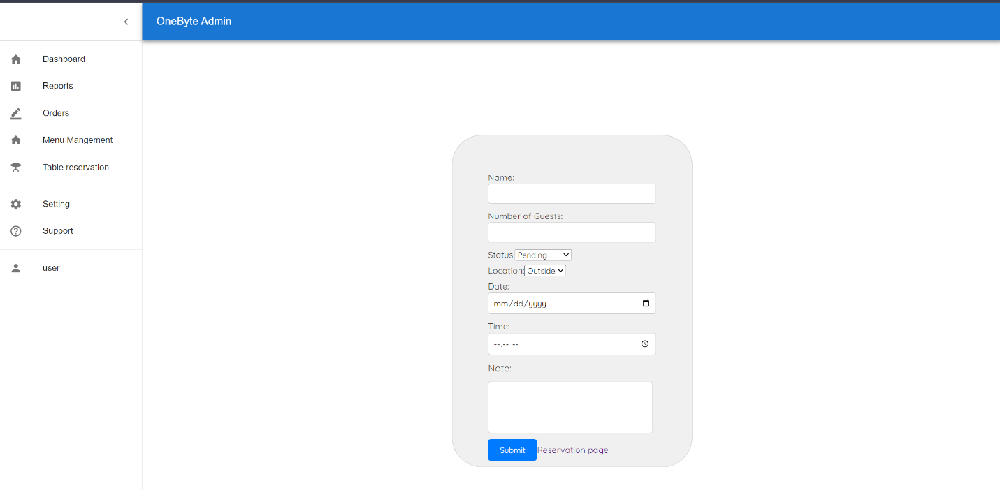 OneByte Admin
Dashboard
Reports
Orders
Menu Mangement
Table reservation
Setting
Support
user
Name:
Number of Guests:
Status: Pending
Location: Outside
Date:
mm/dd/yyyy
Time:
--:-- --
Note:
Submit Reservation page